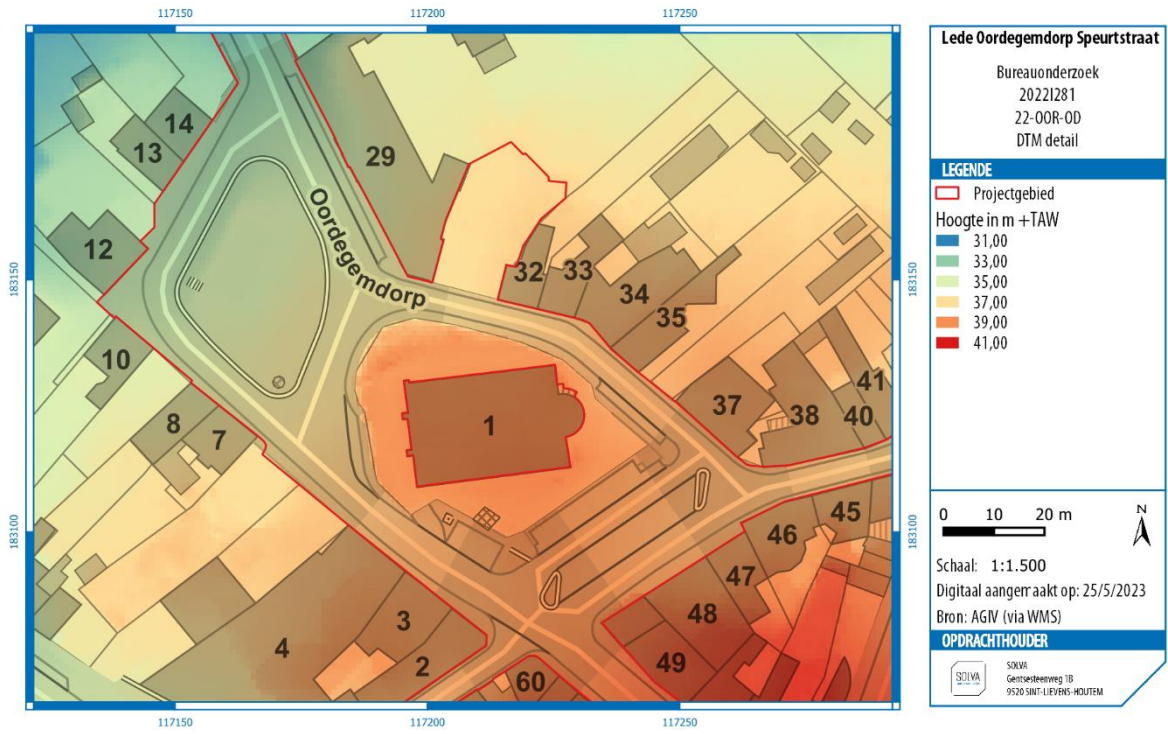 117150 117200 117250
14
13
29
12
Oordegemdorp
32
33
34
35
183150
183150
10
8
7
1
37
38
41
40
183100
183100
46
45
47
48
49
3
4
2
60
117150 117200 117250
Lede Oordegemdorp Speurtstraat
Bureauonderzoek
2022I281
22-OOR-OD
DTM detail
LEGENDE
Projectgebied
Hoogte in m +TAW
31,00
33,00
35,00
37,00
39,00
41,00
0 10 20 m
N
Schaal: 1:1.500
Digitaal aangemaakt op: 25/5/2023
Bron: AGIV (via WMS)
OPDRACHTHOUDER
SOLVA
SOLVA
Gentsesteenweg 1B
9520 SINT-LIEVENS-HOUTEM